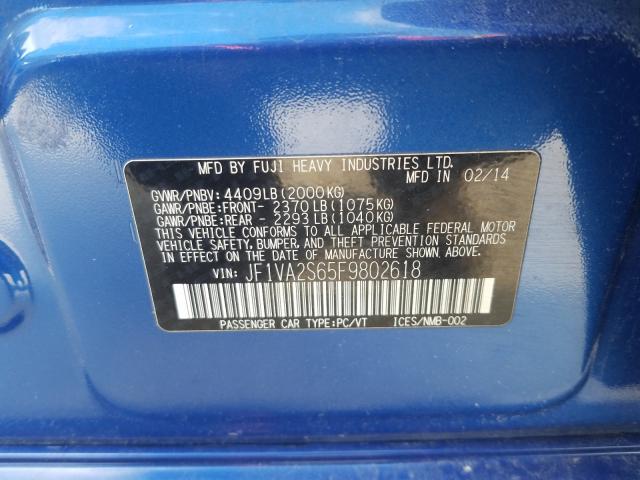 MFD BY FUJI HEAVY INDUSTRIES LTD.
MFD IN 02/14
GVWR/PNBV: 4409LB(2000KG)
GAWR/PNBE:FRONT- 2370LB(1075KG)
GAWR/PNBE:REAR - 2293LB(1040KG)
THIS VEHICLE CONFORMS TO ALL APPLICABLE FEDERAL MOTOR
VEHICLE SAFETY, BUMPER, AND THEFT PREVENTION STANDARDS
IN EFFECT ON THE DATE OF MANUFACTURE SHOWN ABOVE.
VIN: JF1VA2S65F9802618
PASSENGER CAR TYPE:PC/VT ICES/NMB-002